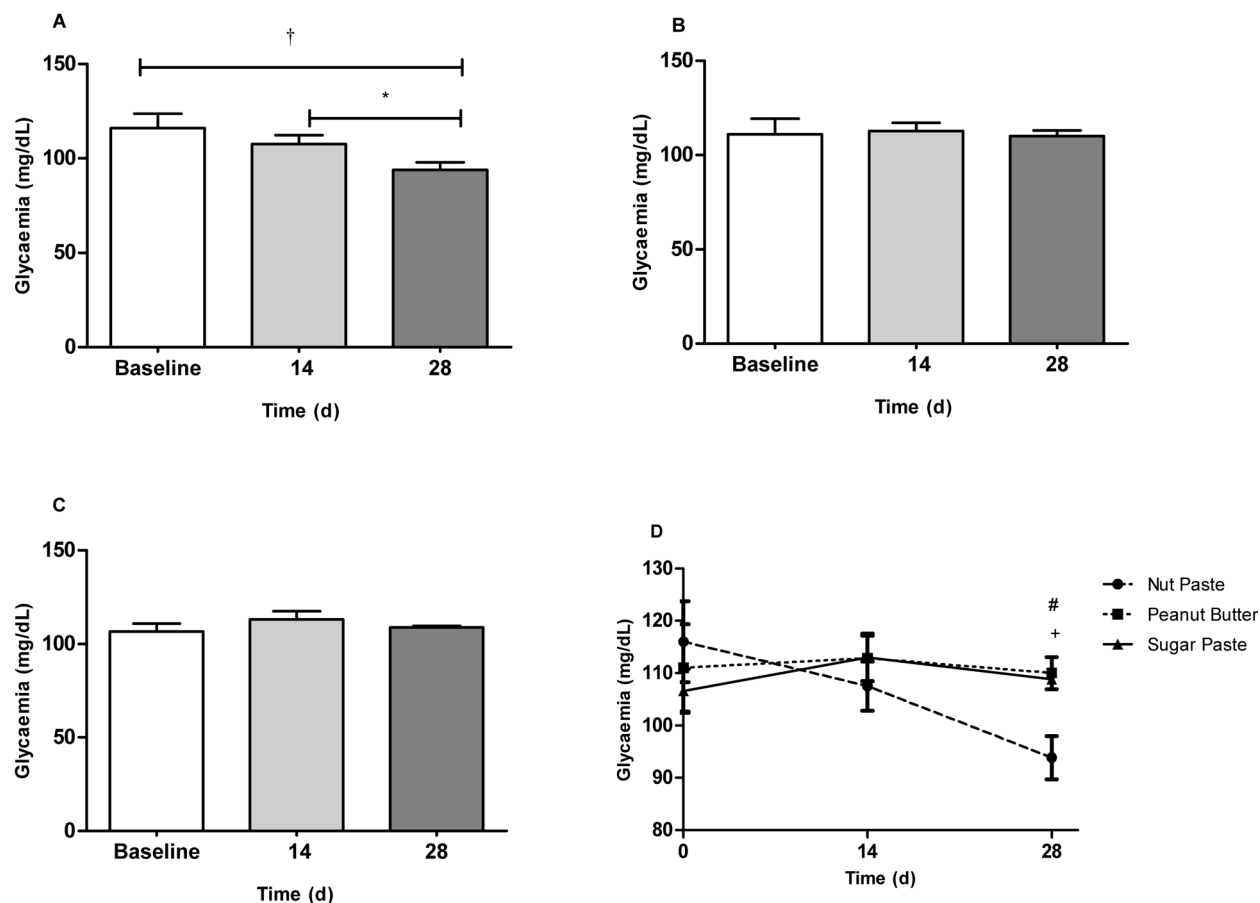 A
†
*
150
100
50
0
Glycaemia (mg/dL)
Baseline 14 28
Time (d)
B
150
100
50
0
Glycaemia (mg/dL)
Baseline 14 28
Time (d)
C
150
100
50
0
Glycaemia (mg/dL)
Baseline 14 28
Time (d)
D
130
120
110
100
90
80
Glycaemia (mg/dL)
#
+
0 14 28
Time (d)
Nut Paste
Peanut Butter
Sugar Paste